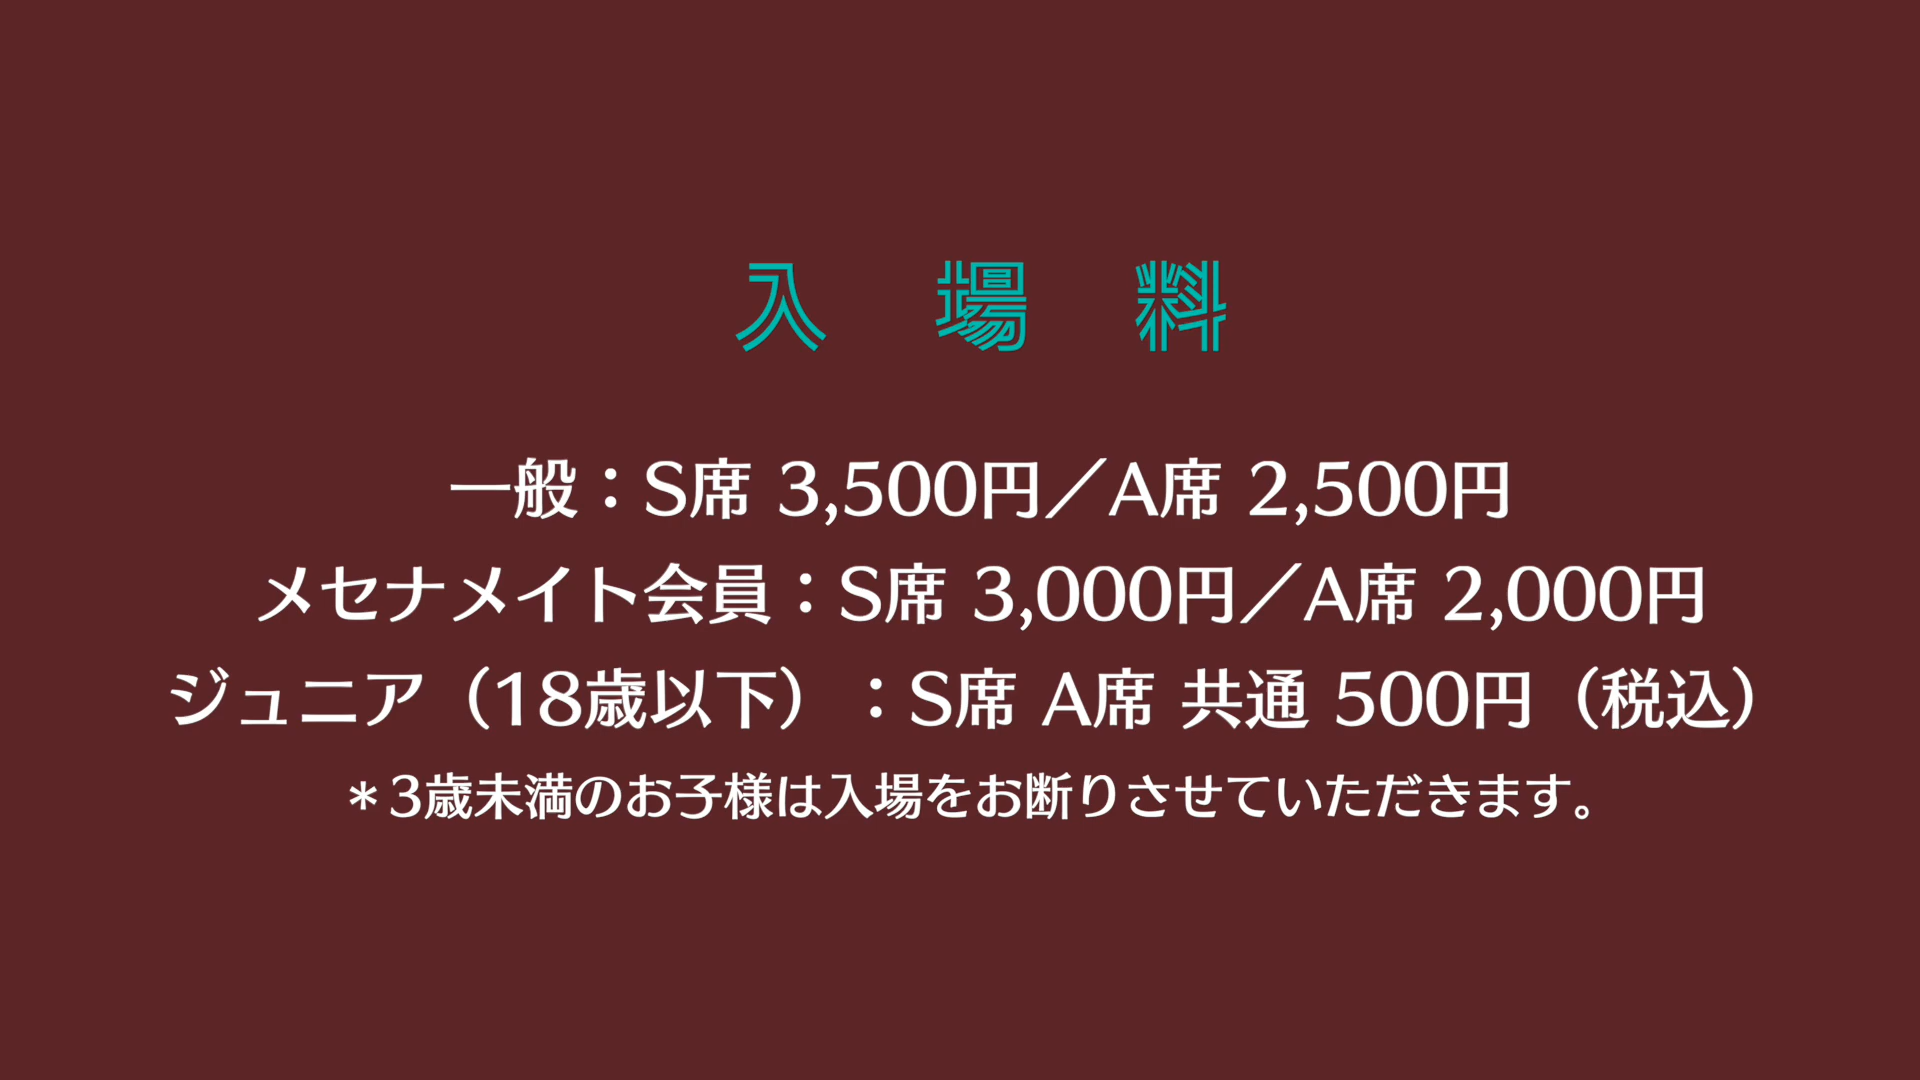 入場料
一般：S席 3,500円／A席 2,500円
メセナメイト会員：S席 3,000円／A席 2,000円
ジュニア（18歳以下）：S席 A席 共通 500円（税込）
＊3歳未満のお子様は入場をお断りさせていただきます。